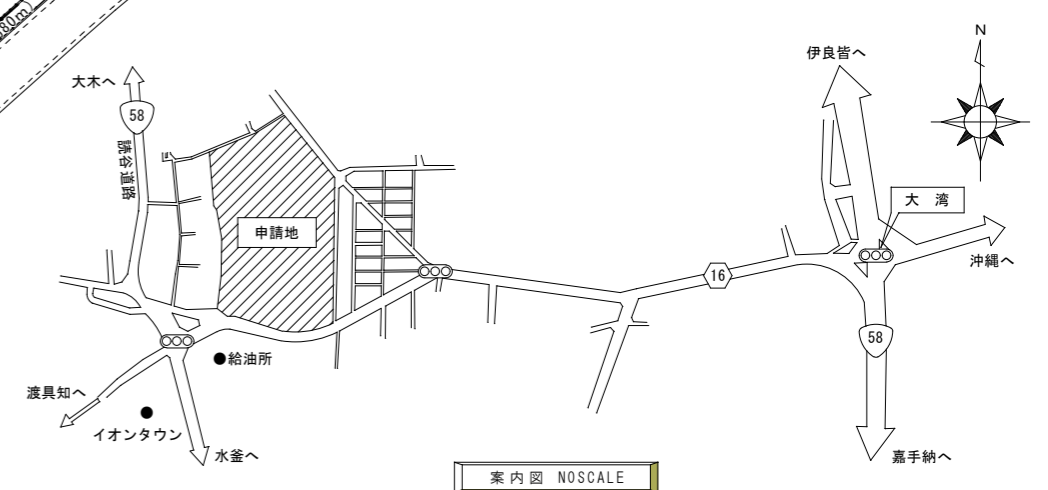 80m)
大木へ
58
読谷道路
申請地
給油所
渡具知へ
イオンタウン
水釜へ
16
伊良皆へ
N
大 湾
沖縄へ
58
嘉手納へ
案内図 NOSCALE